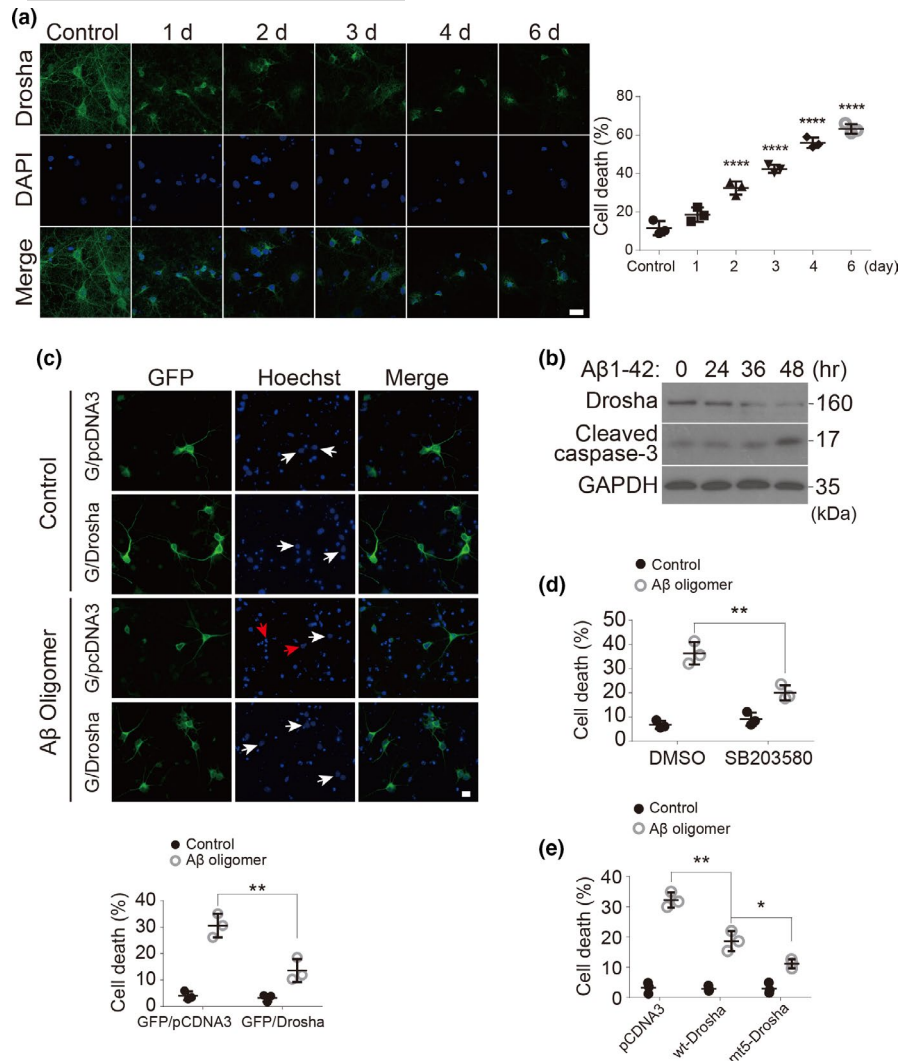 (a)
Control 1 d 2 d 3 d 4 d 6 d
Drosha
DAPI
Merge
Cell death (%)
80
60
40
20
0
**** **** **** ****
Control 1 2 3 4 6 (day)
(c)
GFP Hoechst Merge
Control
G/pcDNA3
G/Drosha
Aβ Oligomer
G/pcDNA3
G/Drosha
Control
Aβ oligomer
Cell death (%)
40
30
20
10
0
**
GFP/pCDNA3 GFP/Drosha
(b)
Aβ1-42: 0 24 36 48 (hr)
Drosha -160
Cleaved
caspase-3 -17
GAPDH -35
(kDa)
(d)
Control
Aβ oligomer
Cell death (%)
50
40
30
20
10
0
**
DMSO SB203580
(e)
Control
Aβ oligomer
Cell death (%)
40
30
20
10
0
**
*
pCDNA3 wt-Drosha mt5-Drosha